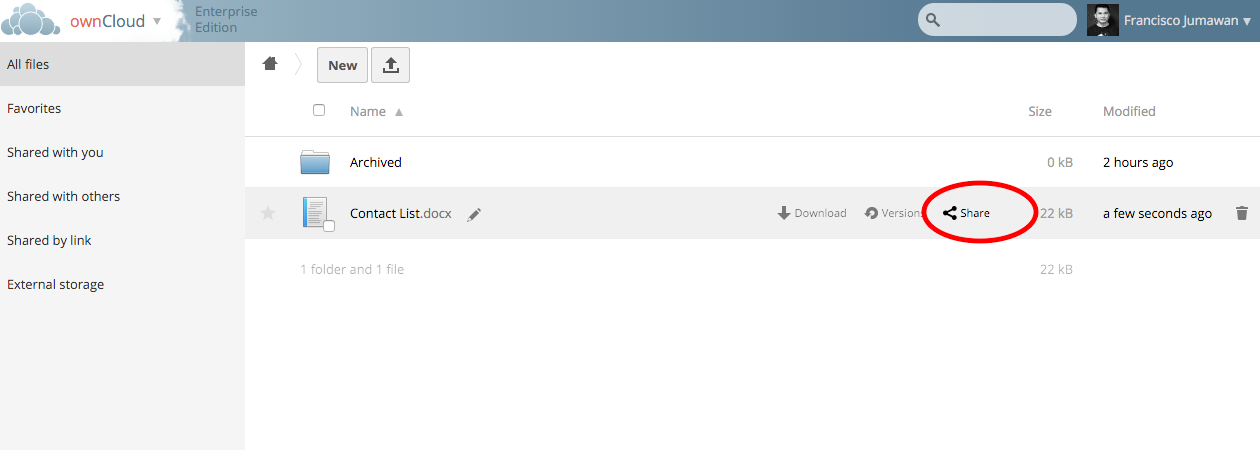 ownCloud
Enterprise
Edition
Francisco Jumawan
All files
New
Favorites
Name
Size
Modified
Shared with you
Archived
0 kB
2 hours ago
Shared with others
Contact List.docx
Download
Version
Share
22 kB
a few seconds ago
Shared by link
1 folder and 1 file
22 kB
External storage